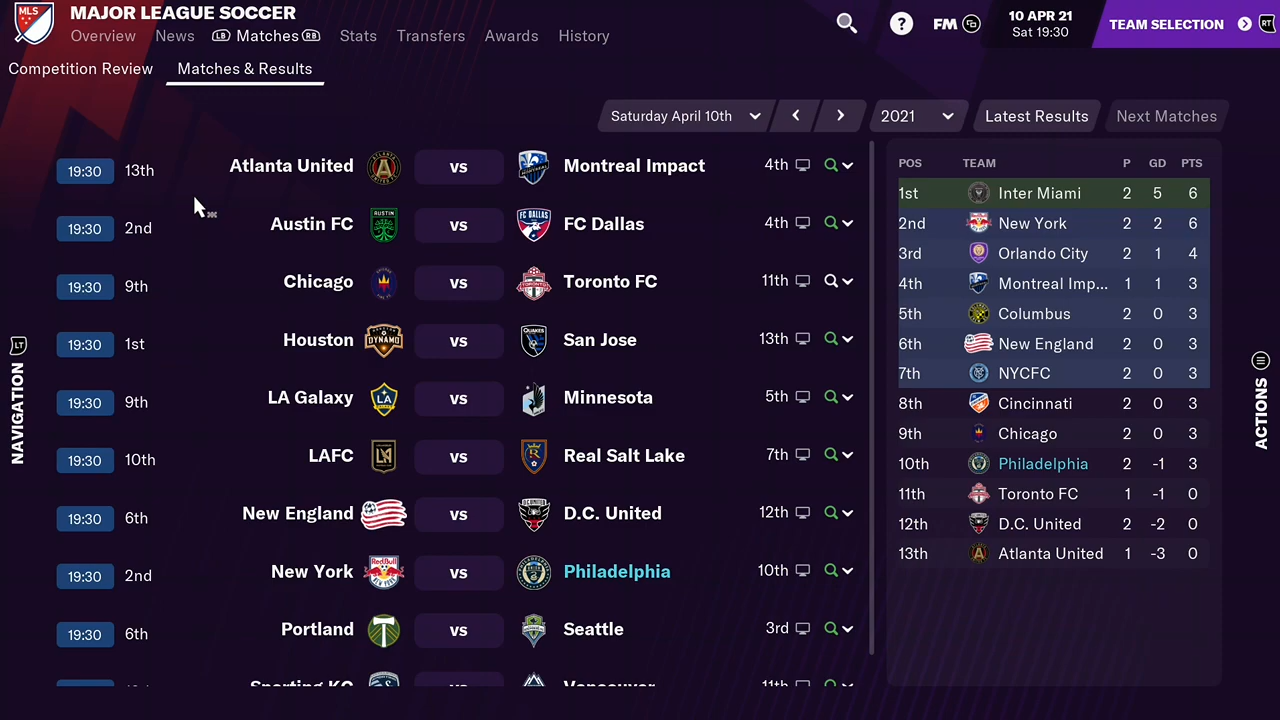 MLS
MAJOR LEAGUE SOCCER
Overview News LB Matches RB Stats Transfers Awards History
? FM
10 APR 21
Sat 19:30
TEAM SELECTION RT
Competition Review Matches & Results
Saturday April 10th 2021 Latest Results Next Matches
19:30 13th Atlanta United vs Montreal Impact 4th
19:30 2nd Austin FC vs FC Dallas 4th
19:30 9th Chicago vs Toronto FC 11th
19:30 1st Houston vs San Jose 13th
19:30 9th LA Galaxy vs Minnesota 5th
19:30 10th LAFC vs Real Salt Lake 7th
19:30 6th New England vs D.C. United 12th
19:30 2nd New York vs Philadelphia 10th
19:30 6th Portland vs Seattle 3rd
Sporting KC vs Vancouver 11th
POS TEAM P GD PTS
1st Inter Miami 2 5 6
2nd New York 2 2 6
3rd Orlando City 2 1 4
4th Montreal Imp... 1 1 3
5th Columbus 2 0 3
6th New England 2 0 3
7th NYCFC 2 0 3
8th Cincinnati 2 0 3
9th Chicago 2 0 3
10th Philadelphia 2 -1 3
11th Toronto FC 1 -1 0
12th D.C. United 2 -2 0
13th Atlanta United 1 -3 0
NAVIGATION LT
ACTIONS